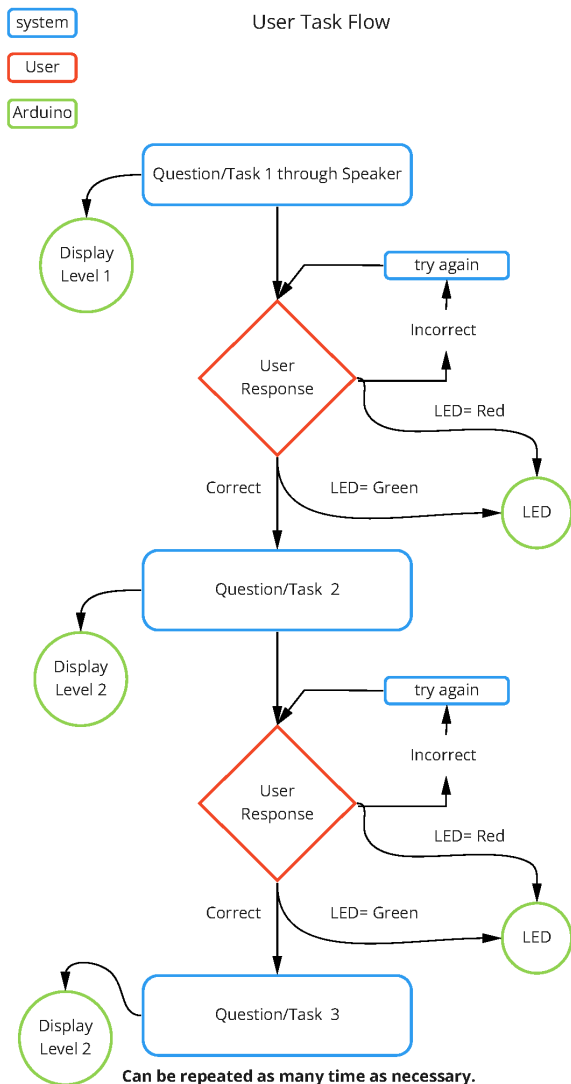 system
User Task Flow
User
Arduino
Question/Task 1 through Speaker
Display
Level 1
try again
Incorrect
User
Response
LED= Red
Correct
LED= Green
LED
Question/Task 2
Display
Level 2
try again
Incorrect
User
Response
LED= Red
Correct
LED= Green
LED
Question/Task 3
Display
Level 2
Can be repeated as many time as necessary.